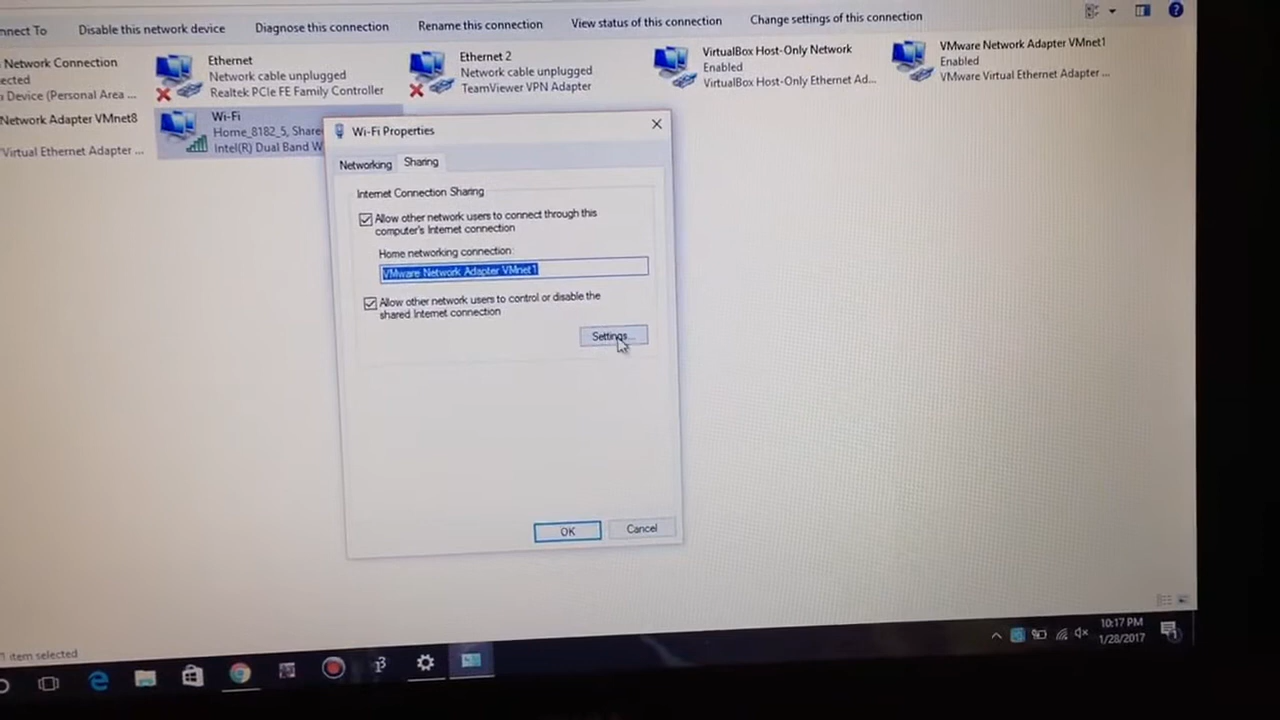 nnect To
Disable this network device
Diagnose this connection
Rename this connection
View status of this connection
Change settings of this connection
Network Connection
ected
Device (Personal Area ...
Ethernet
Network cable unplugged
Realtek PCIe FE Family Controller
Ethernet 2
Network cable unplugged
TeamViewer VPN Adapter
VirtualBox Host-Only Network
Enabled
VirtualBox Host-Only Ethernet Ad...
VMware Network Adapter VMnet1
Enabled
VMware Virtual Ethernet Adapter ...
Network Adapter VMnet8
Virtual Ethernet Adapter ...
Wi-Fi
Home_8182_5, Share
Intel(R) Dual Band W
Wi-Fi Properties
Networking
Sharing
Internet Connection Sharing
Allow other network users to connect through this
computer's Internet connection
Home networking connection:
VMware Network Adapter VMnet1
Allow other network users to control or disable the
shared Internet connection
Settings...
OK
Cancel
1 item selected
10:17 PM
1/28/2017